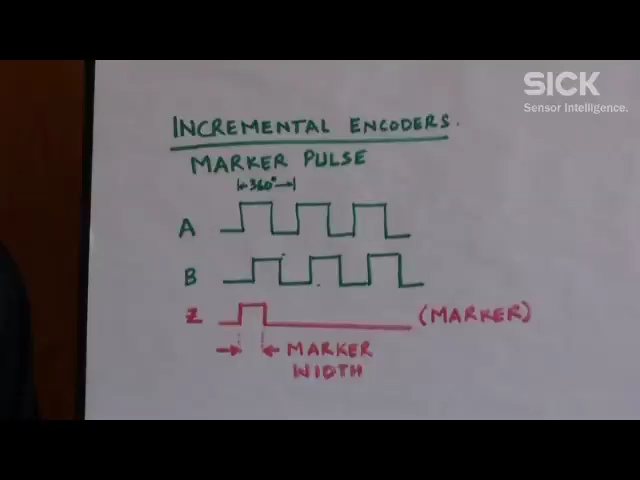 SICK
Sensor Intelligence.
INCREMENTAL ENCODERS.
MARKER PULSE
360°
A
B
Z (MARKER)
MARKER
WIDTH